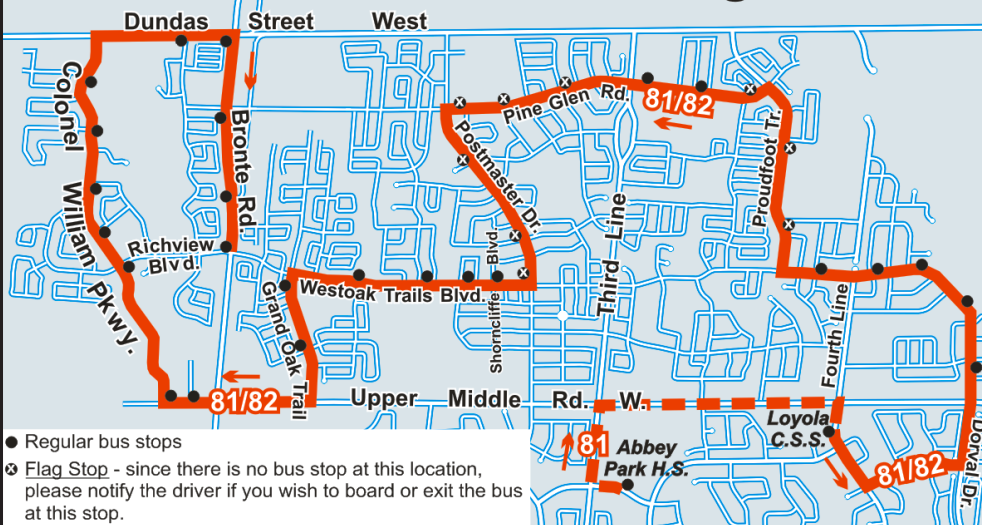 Dundas Street West
Colonel William Pkwy.
Bronte Rd.
Richview
Blvd.
Grand Oak Trail
Westoak Trails Blvd.
Postmaster Dr.
Pine Glen Rd.
81/82
Shorncliffe Blvd.
Third Line
Proudfoot Tr.
Fourth Line
81/82
Upper Middle Rd. W.
81
Abbey
Park H.S.
Loyola
C.S.S.
81/82
Dorval Dr.
Regular bus stops
Flag Stop - since there is no bus stop at this location,
please notify the driver if you wish to board or exit the bus
at this stop.